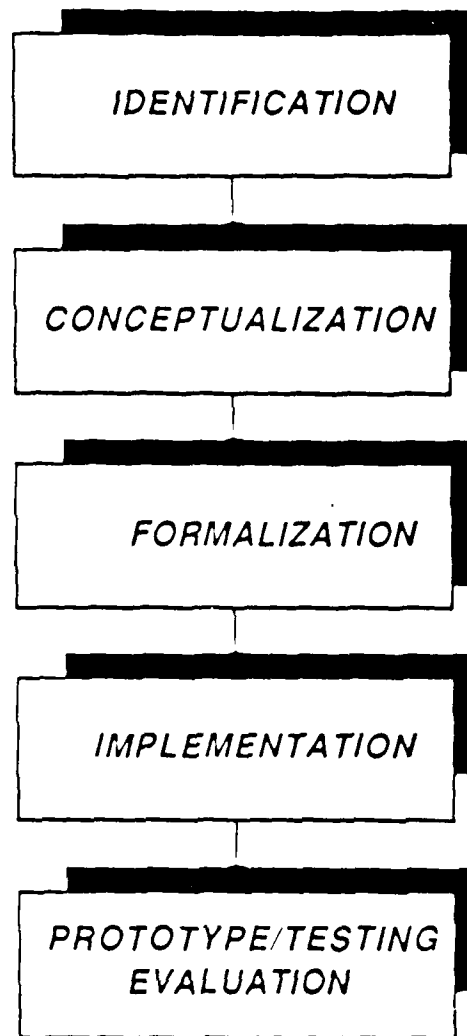 IDENTIFICATION
CONCEPTUALIZATION
FORMALIZATION
IMPLEMENTATION
PROTOTYPE/TESTING
EVALUATION